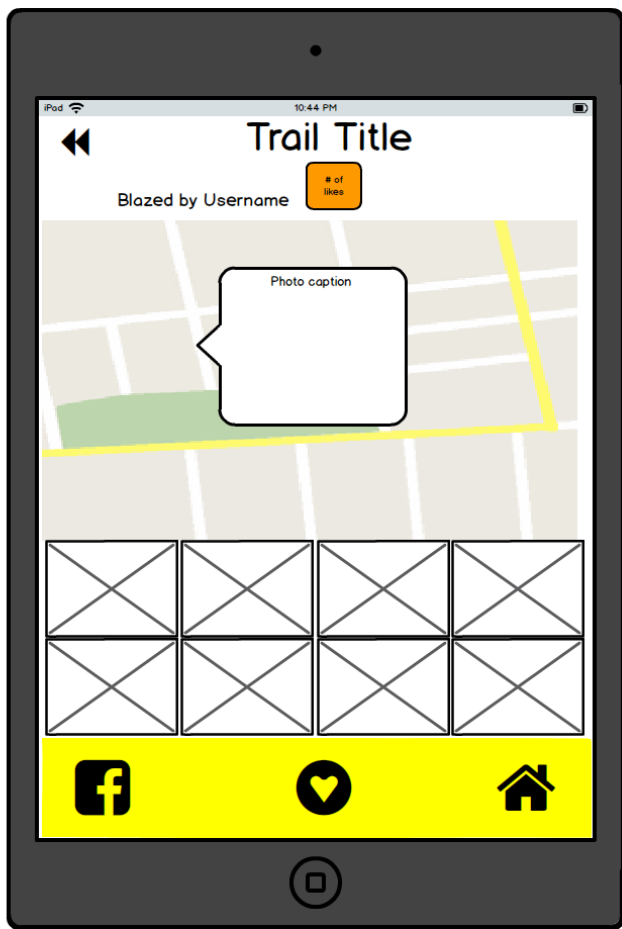 iPad 10:44 PM
Trail Title
# of
likes
Blazed by Username
Photo caption